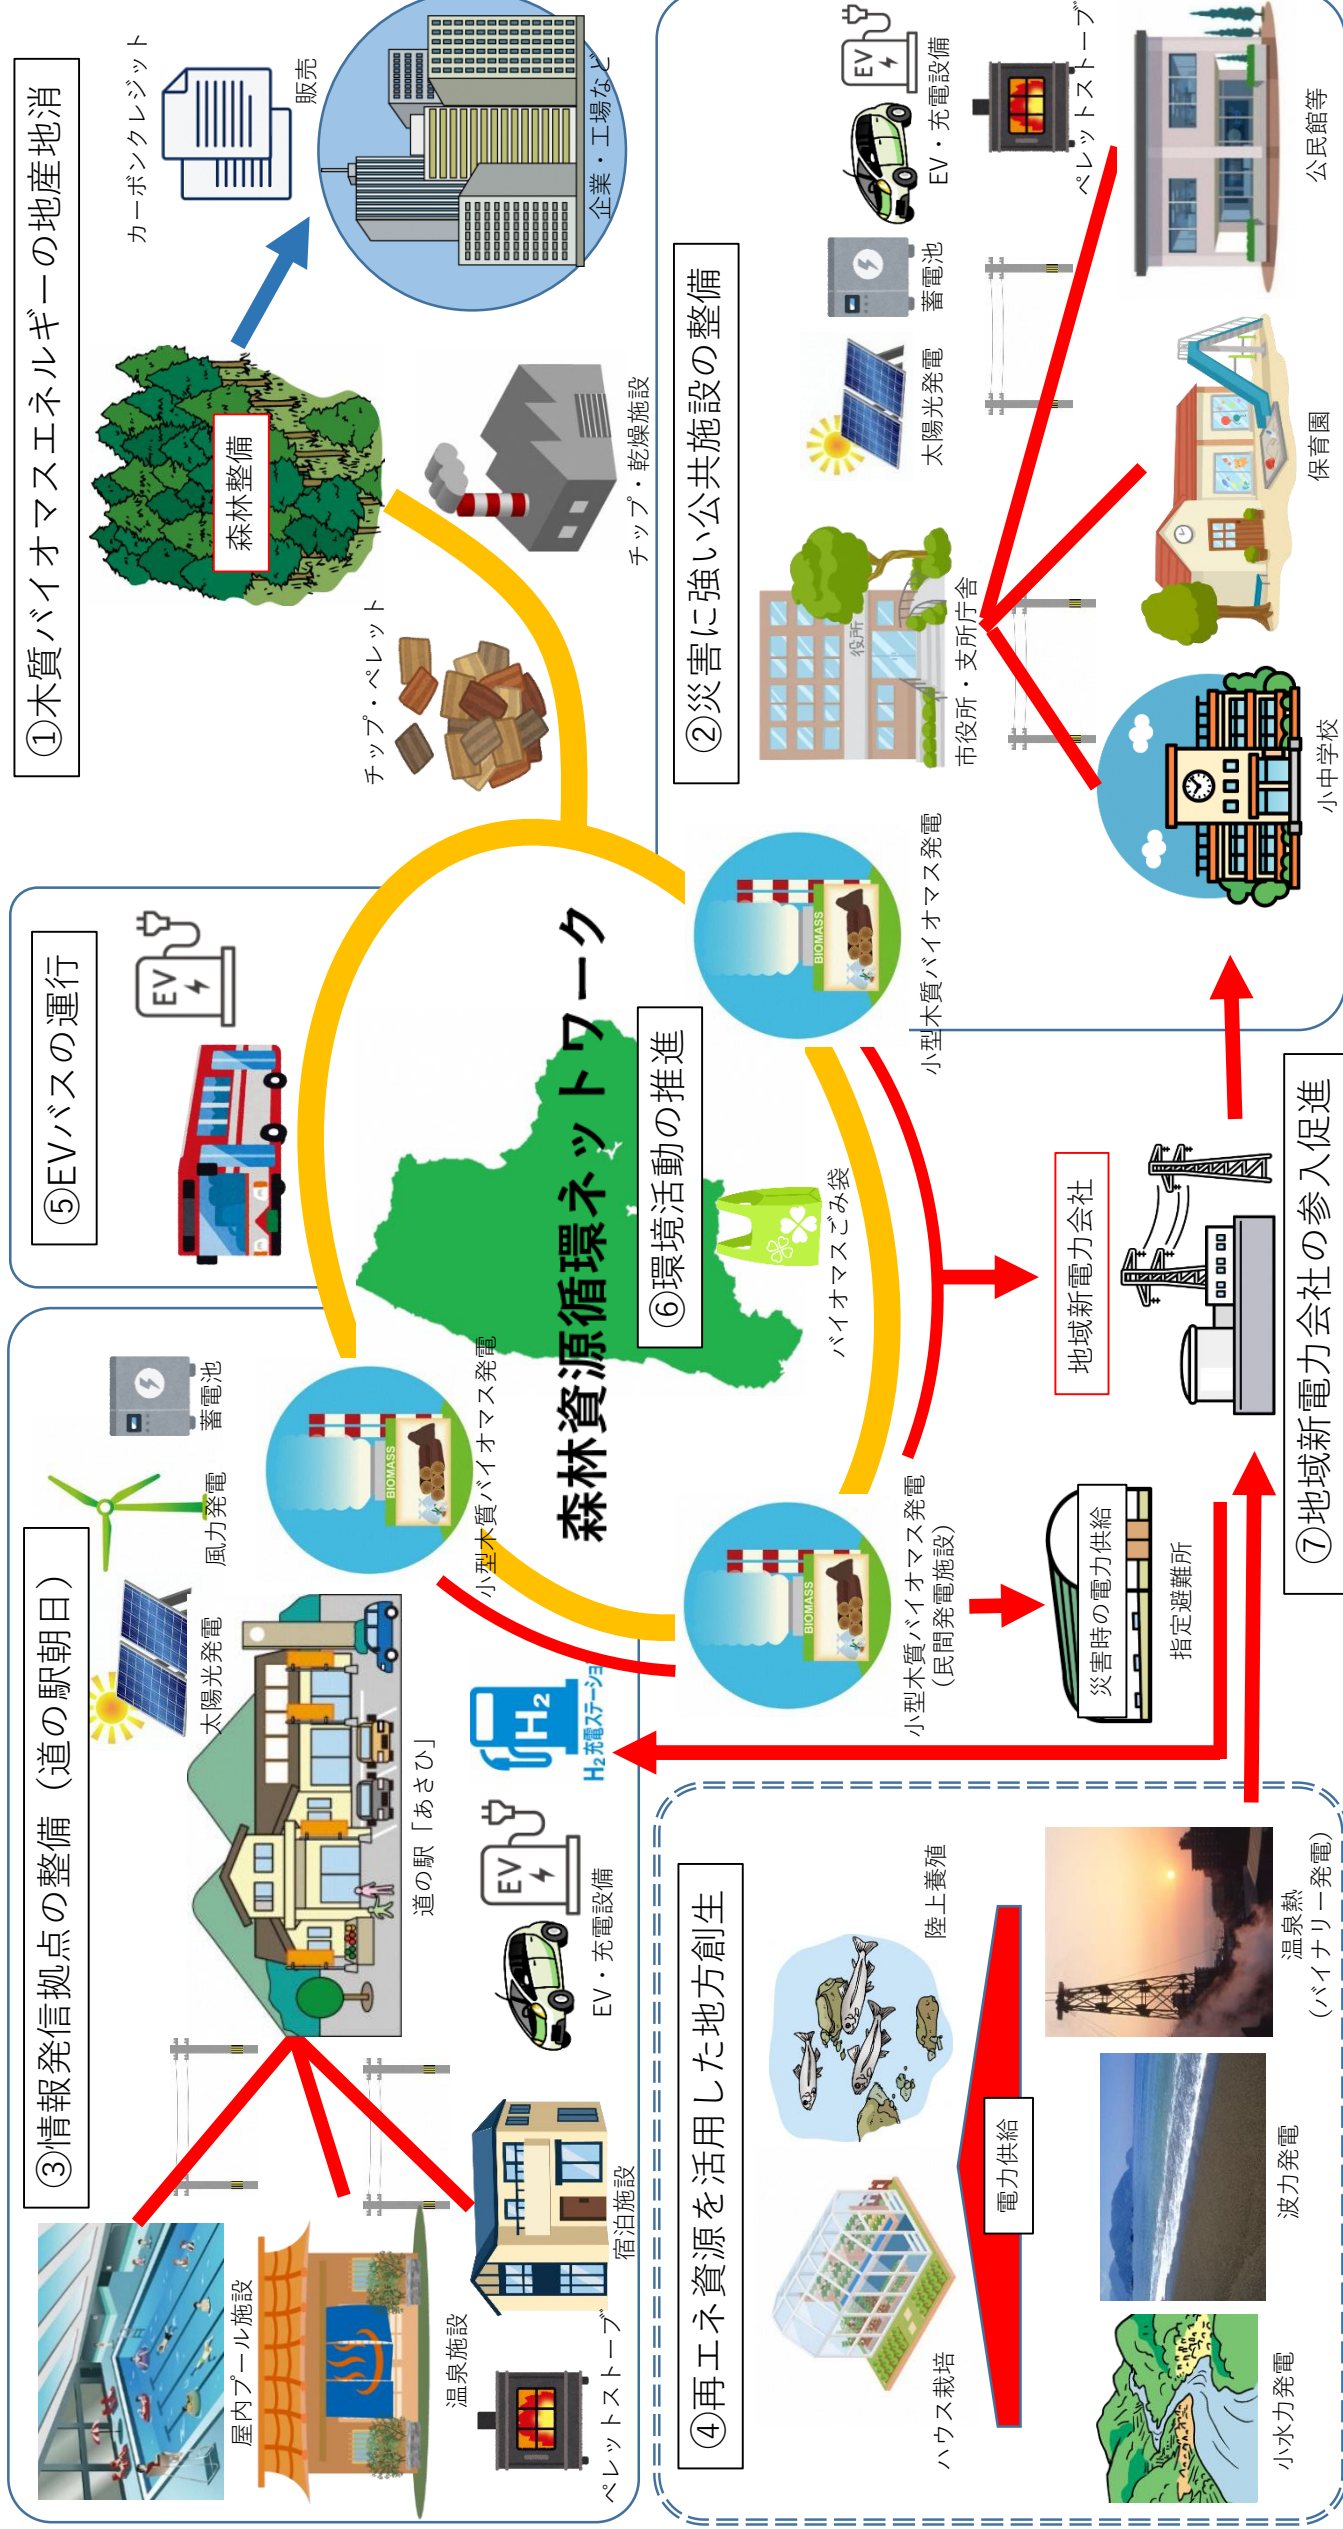 ①木質バイオマスエネルギーの地産地消
カーボンクレジット
販売
企業・工場など
森林整備
チップ・乾燥施設
チップ・ペレット
②災害に強い公共施設の整備
EV
EV・充電設備
蓄電池
太陽光発電
ペレットストーブ
役所
市役所・支所庁舎
公民館等
保育園
小中学校
⑤EVバスの運行
EV
森林資源循環ネットワーク
⑥環境活動の推進
バイオマスごみ袋
BIOMASS
小型木質バイオマス発電
③情報発信拠点の整備（道の駅朝日）
蓄電池
風力発電
太陽光発電
道の駅「あさひ」
BIOMASS
小型木質バイオマス発電
屋内プール施設
温泉施設
宿泊施設
ペレットストーブ
EV
EV・充電設備
H2
H2充電ステーション
BIOMASS
小型木質バイオマス発電
（民間発電施設）
災害時の電力供給
指定避難所
地域新電力会社
⑦地域新電力会社の参入促進
④再エネ資源を活用した地方創生
ハウス栽培
陸上養殖
電力供給
小水力発電
波力発電
温泉熱
（バイナリー発電）